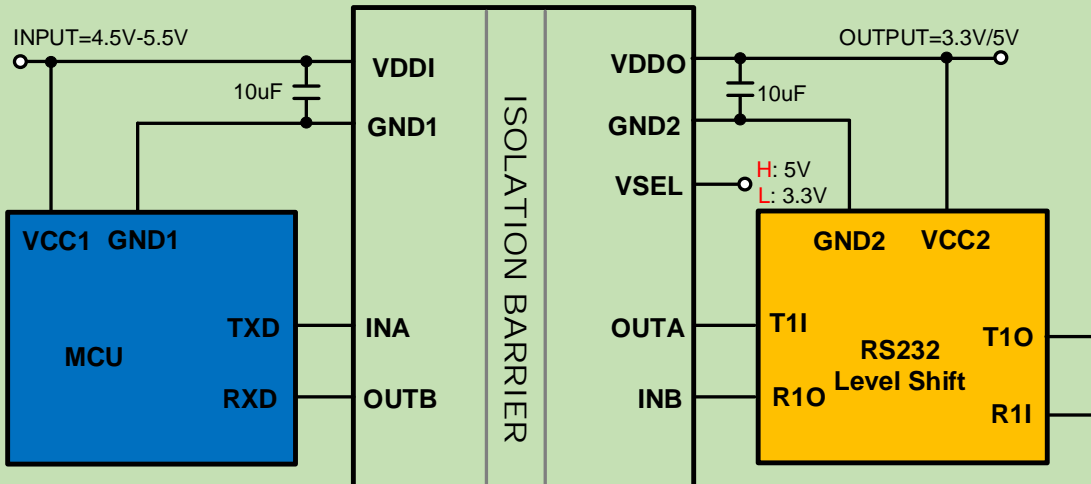 INPUT=4.5V-5.5V
OUTPUT=3.3V/5V
VDDI
VDDO
10uF
10uF
GND1
GND2
ISOLATION BARRIER
VSEL
H: 5V
L: 3.3V
VCC1 GND1
GND2 VCC2
TXD
INA
OUTA
T1I
T1O
MCU
RS232
Level Shift
RXD
OUTB
INB
R1O
R1I